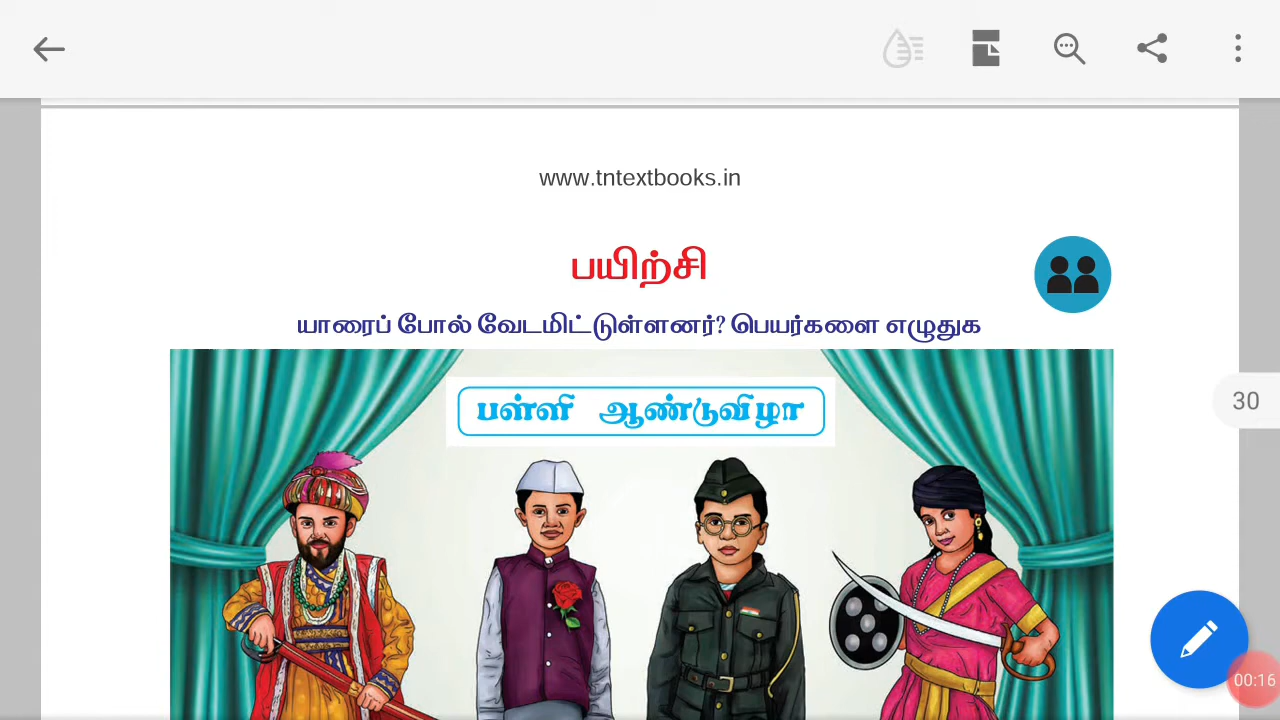 www.tntextbooks.in
பயிற்சி
யாரைப் போல் வேடமிட்டுள்ளனர்? பெயர்களை எழுதுக
பள்ளி ஆண்டுவிழா
30
00:16